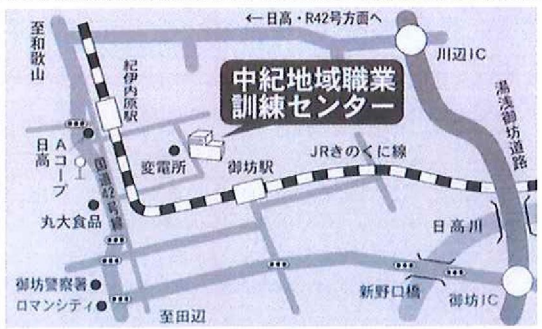 ←日高・R42号方面へ
至和歌山
川辺IC
紀伊内原駅
中紀地域職業
訓練センター
湯浅御坊道路
Aコープ
日高
国道42号線
変電所
御坊駅
JRきのくに線
丸大食品
日高川
御坊警察署
ロマンシティ
至田辺
新野口橋
御坊IC